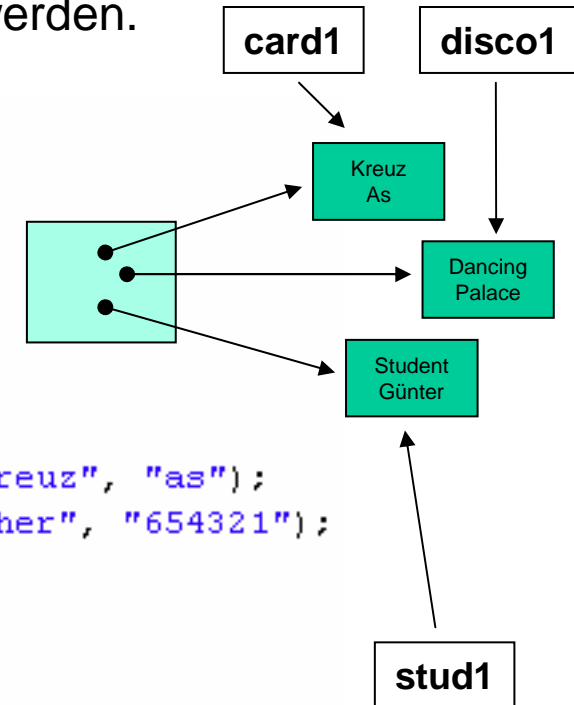 erden.
card1
disco1
Kreuz
As
Dancing
Palace
Student
Günter
reuz", "as");
her", "654321");
stud1